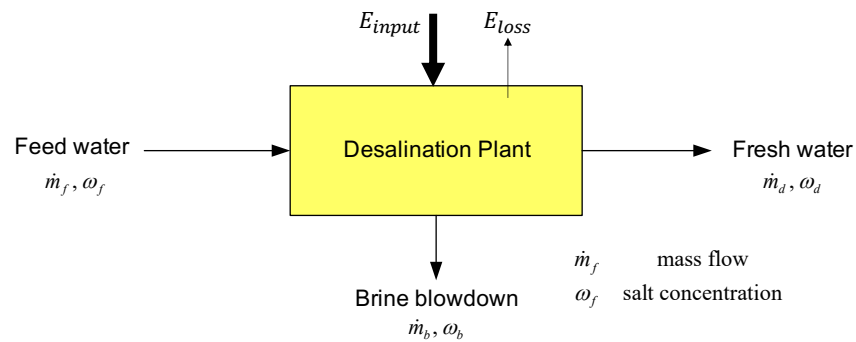 E_input E_loss
Feed water
ṁ_f, ω_f
Desalination Plant
Fresh water
ṁ_d, ω_d
Brine blowdown
ṁ_b, ω_b
ṁ_f mass flow
ω_f salt concentration